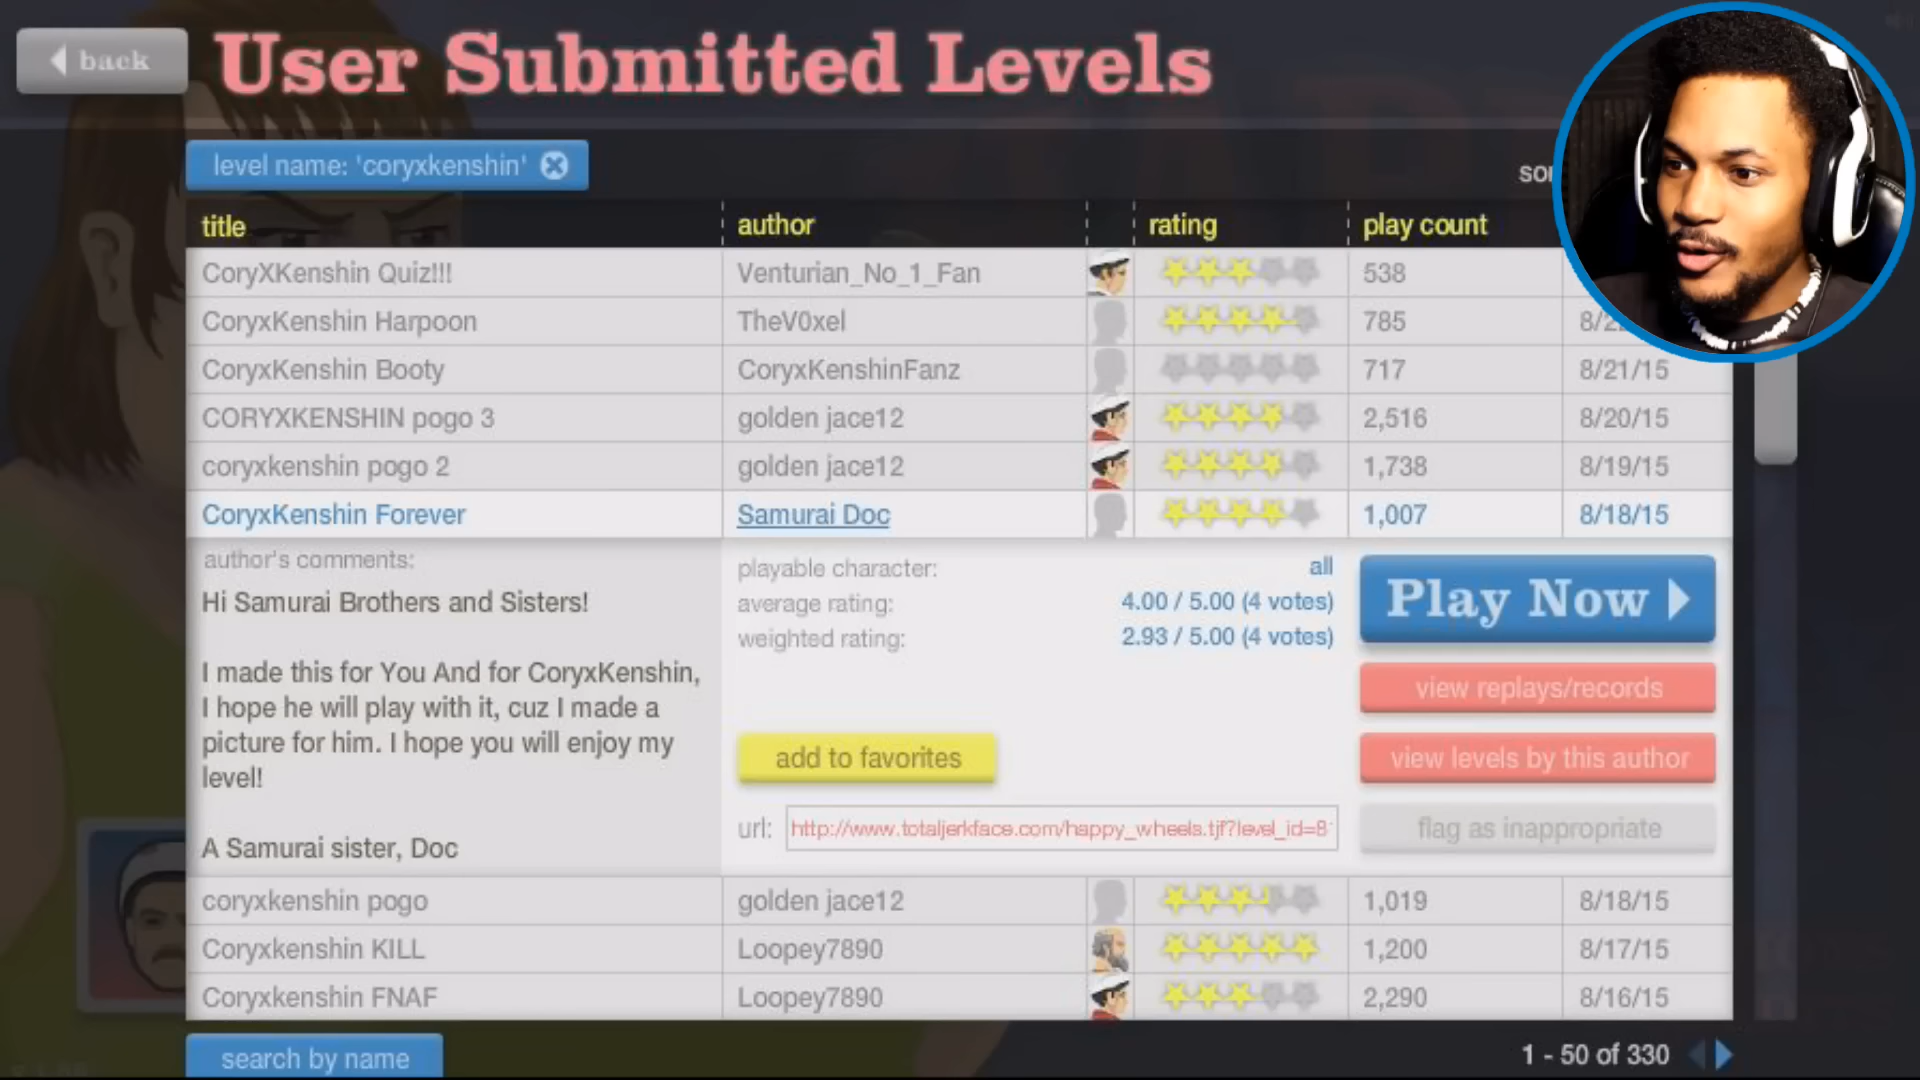 back
User Submitted Levels
level name: 'coryxkenshin'
title author rating play count
CoryXKenshin Quiz!!! Venturian_No_1_Fan 538
CoryxKenshin Harpoon TheV0xel 785
CoryxKenshin Booty CoryxKenshinFanz 717 8/21/15
CORYXKENSHIN pogo 3 golden jace12 2,516 8/20/15
coryxkenshin pogo 2 golden jace12 1,738 8/19/15
CoryxKenshin Forever Samurai Doc 1,007 8/18/15
author's comments:
Hi Samurai Brothers and Sisters!
I made this for You And for CoryxKenshin,
I hope he will play with it, cuz I made a
picture for him. I hope you will enjoy my
level!
A Samurai sister, Doc
playable character: all
average rating: 4.00 / 5.00 (4 votes)
weighted rating: 2.93 / 5.00 (4 votes)
add to favorites
url: http://www.totaljerkface.com/happy_wheels.tjf?level_id=8
Play Now
view replays/records
view levels by this author
flag as inappropriate
coryxkenshin pogo golden jace12 1,019 8/18/15
Coryxkenshin KILL Loopey7890 1,200 8/17/15
Coryxkenshin FNAF Loopey7890 2,290 8/16/15
search by name
1 - 50 of 330